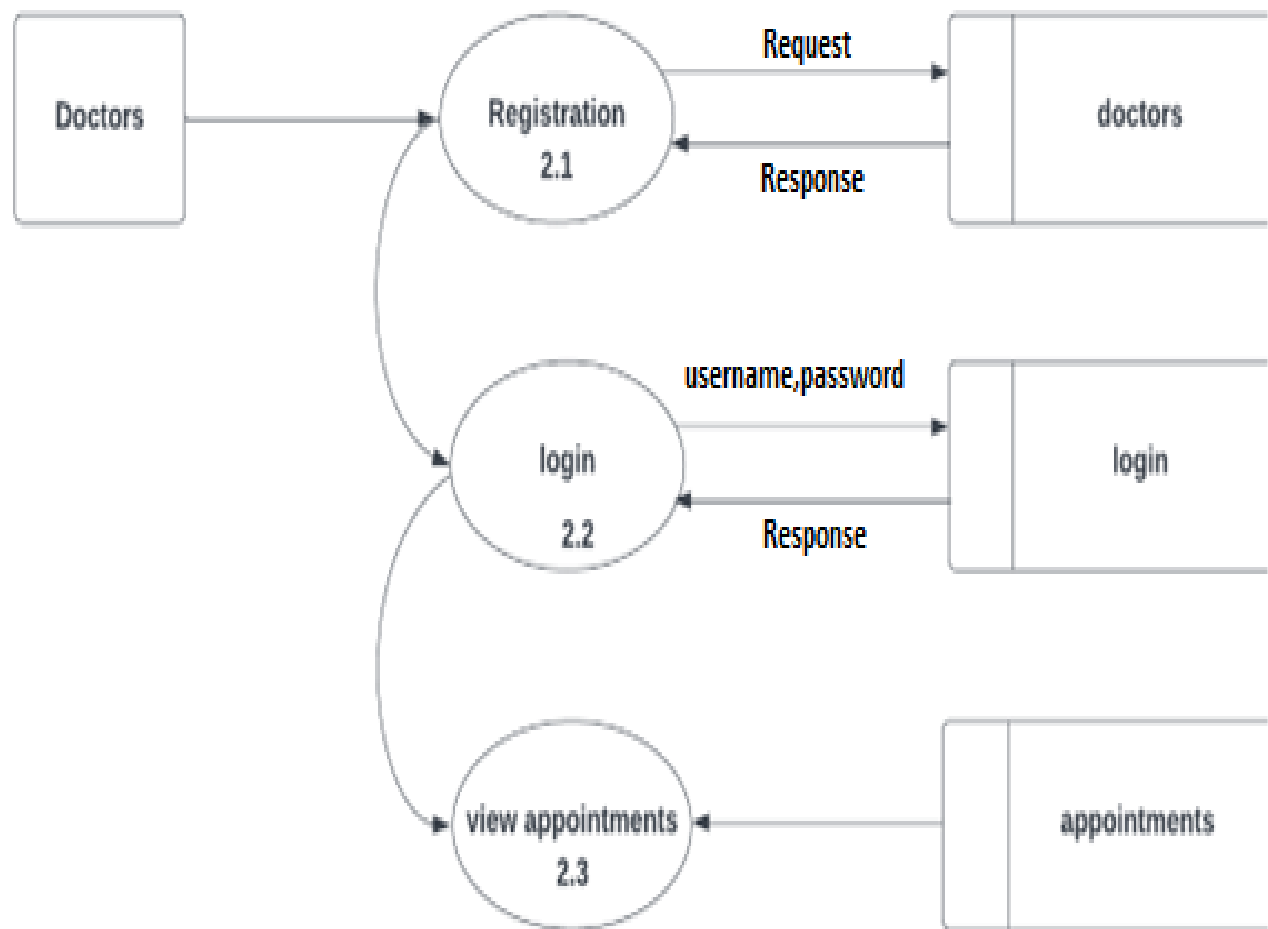 Doctors
Registration
2.1
Request
Response
doctors
login
2.2
username,password
Response
login
view appointments
2.3
appointments